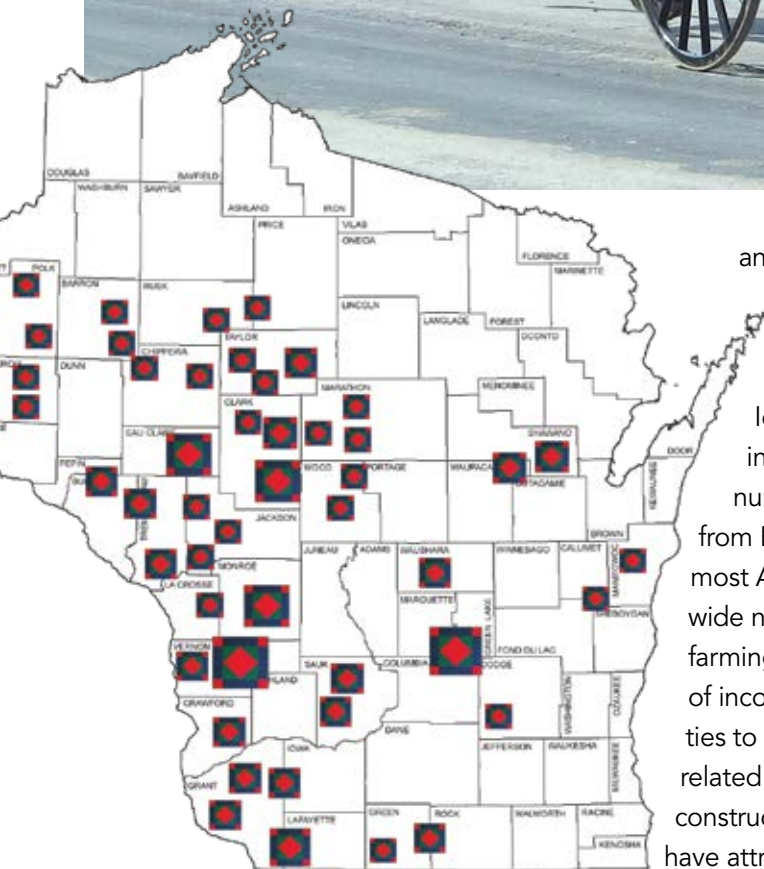 DOUGLAS
BAYFIELD
WASHBURN
SAWYER
ASHLAND
IRON
PRICE
VILAS
ONEIDA
FLORENCE
MARINETTE
POLK
BARRON
RUSK
LINCOLN
LANGLADE
FOREST
OCONTO
TAYLOR
CHIPPEWA
DUNN
MARATHON
MENOMINEE
CLARK
EAU CLAIRE
SHAWANO
DOOR
PEPIN
WOOD
PORTAGE
WAUPACA
OUTAGAMIE
KEWAUNEE
JACKSON
BROWN
MONROE
JUNEAU
ADAMS
WAUSHARA
WINNEBAGO
CALUMET
MANITOWOC
LA CROSSE
MARQUETTE
GREEN LAKE
SHEBOYGAN
VERNON
FOND DU LAC
SAUK
COLUMBIA
DODGE
WASHINGTON
OZAUKEE
CRAWFORD
DANE
IOWA
JEFFERSON
WAUKESHA
MILWAUKEE
GRANT
LAFAYETTE
GREEN
ROCK
WALWORTH
RACINE
KENOSHA
an
in
from
most A
wide n
farming
of inco
ties to
related
construc
have attr